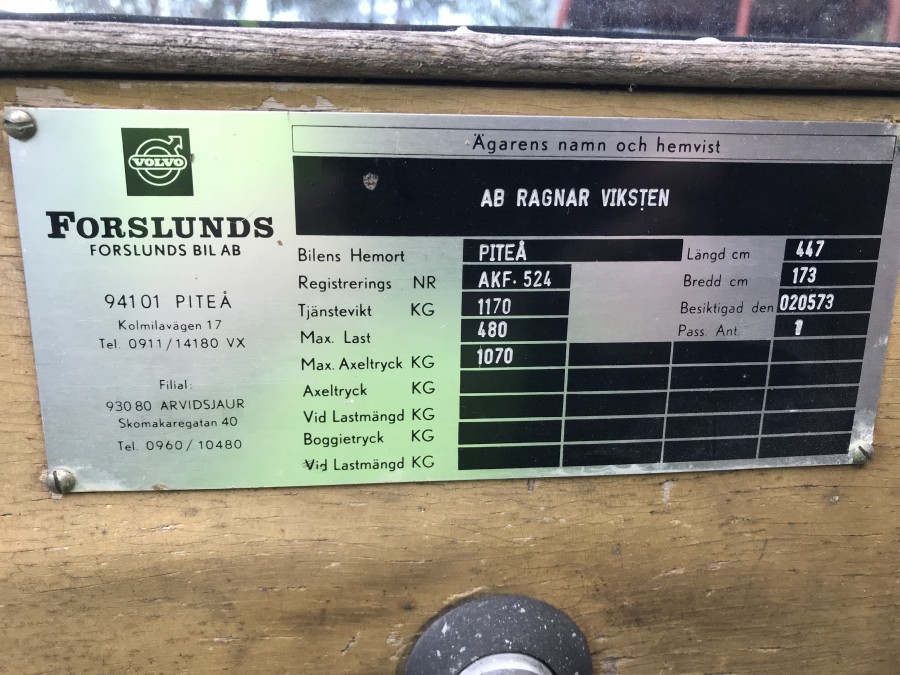 VOLVO
FORSLUNDS
FORSLUNDS BIL AB
94101 PITEÅ
Kolmilavägen 17
Tel. 0911/14180 VX
Filial:
930 80 ARVIDSJAUR
Skomakaregatan 40
Tel. 0960/10480
Ägarens namn och hemvist
AB RAGNAR VIKSTEN
Bilens Hemort PITEÅ Längd cm 447
Registrerings NR AKF. 524 Bredd cm 173
Tjänstevikt KG 1170 Besiktigad den 020573
Max. Last 480 Pass. Ant. 1
Max. Axeltryck KG 1070
Axeltryck KG
Vid Lastmängd KG
Boggietryck KG
Vid Lastmängd KG